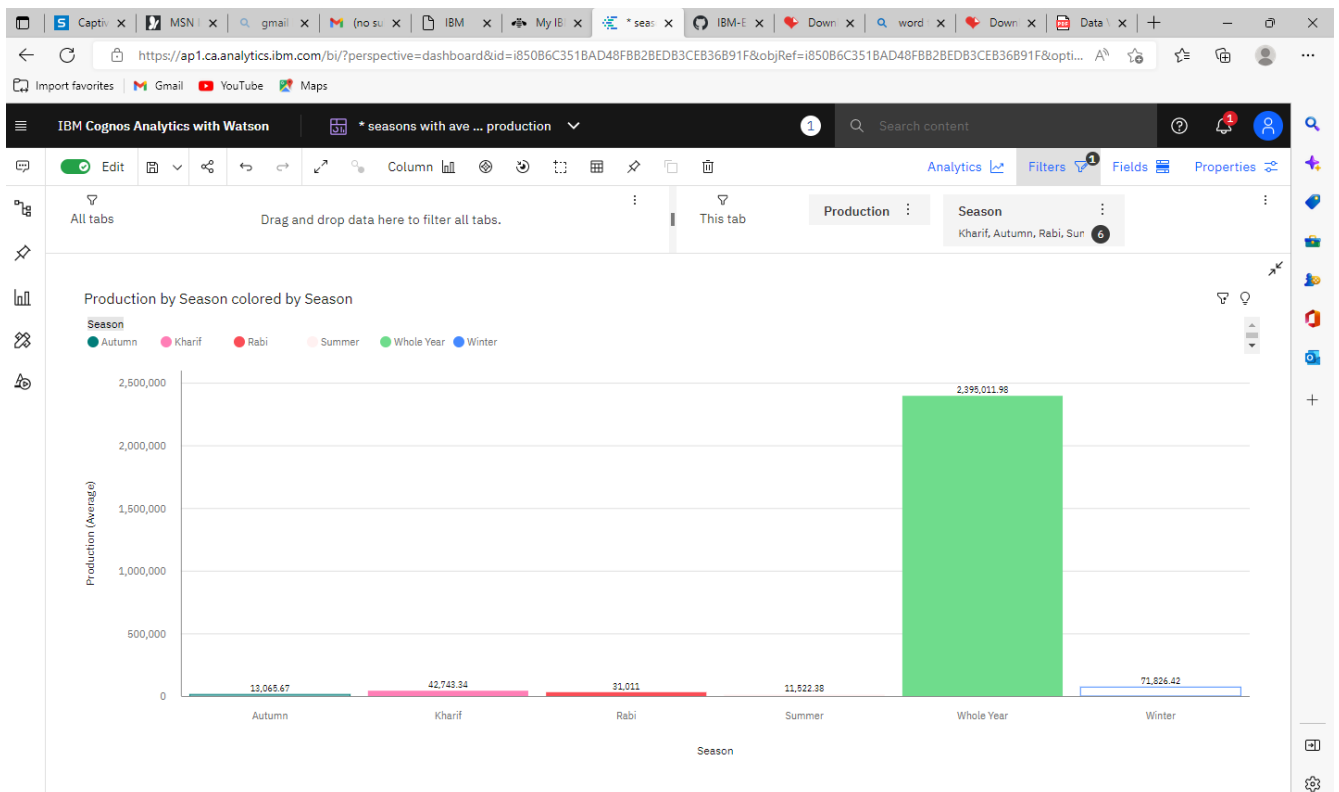 Captiv
MSN
gmail
(no su
IBM
My IB
* seas
IBM-E
Down
word
Down
Data
https://ap1.ca.analytics.ibm.com/bi/?perspective=dashboard&id=i850B6C351BAD48FBB2BEDB3CEB36B91F&objRef=i850B6C351BAD48FBB2BEDB3CEB36B91F&opti...
Import favorites
Gmail
YouTube
Maps
IBM Cognos Analytics with Watson
* seasons with ave ... production
1
Search content
1
Edit
Column
Analytics
Filters
1
Fields
Properties
All tabs
Drag and drop data here to filter all tabs.
This tab
Production
Season
Kharif, Autumn, Rabi, Sum
6
Production by Season colored by Season
Season
Autumn
Kharif
Rabi
Summer
Whole Year
Winter
2,500,000
2,000,000
1,500,000
1,000,000
500,000
0
Production (Average)
13,065.67
42,743.34
31,011
11,522.38
2,395,011.98
71,826.42
Autumn
Kharif
Rabi
Summer
Whole Year
Winter
Season